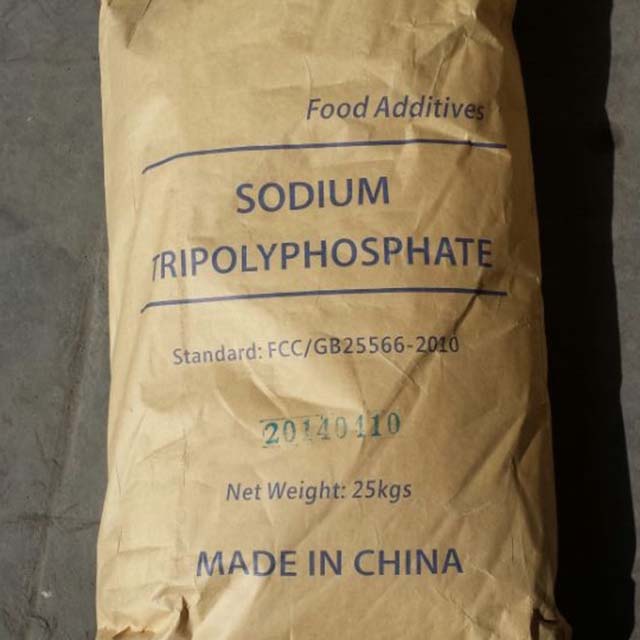 Food Additives
SODIUM
TRIPOLYPHOSPHATE
Standard: FCC/GB25566-2010
20140110
Net Weight: 25kgs
MADE IN CHINA